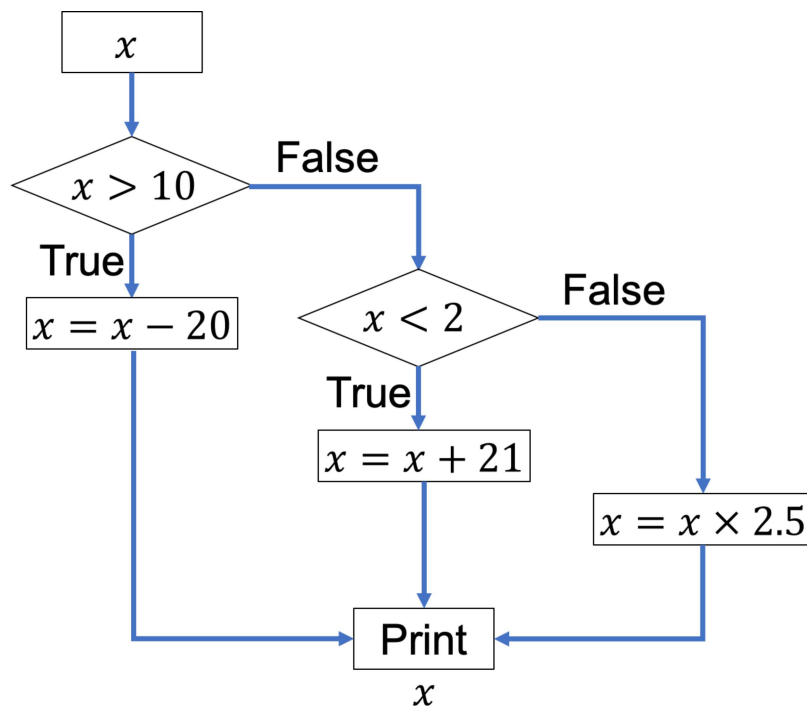 x
x > 10
False
True
x = x − 20
x < 2
False
True
x = x + 21
x = x × 2.5
Print
x